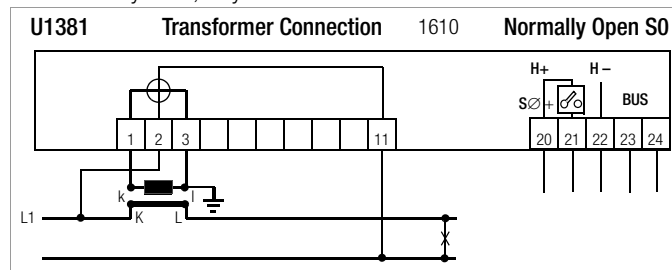 U1381 Transformer Connection 1610 Normally Open S0
H+ H –
S∅ + BUS
1 2 3 11 20 21 22 23 24
k l
L1 K L